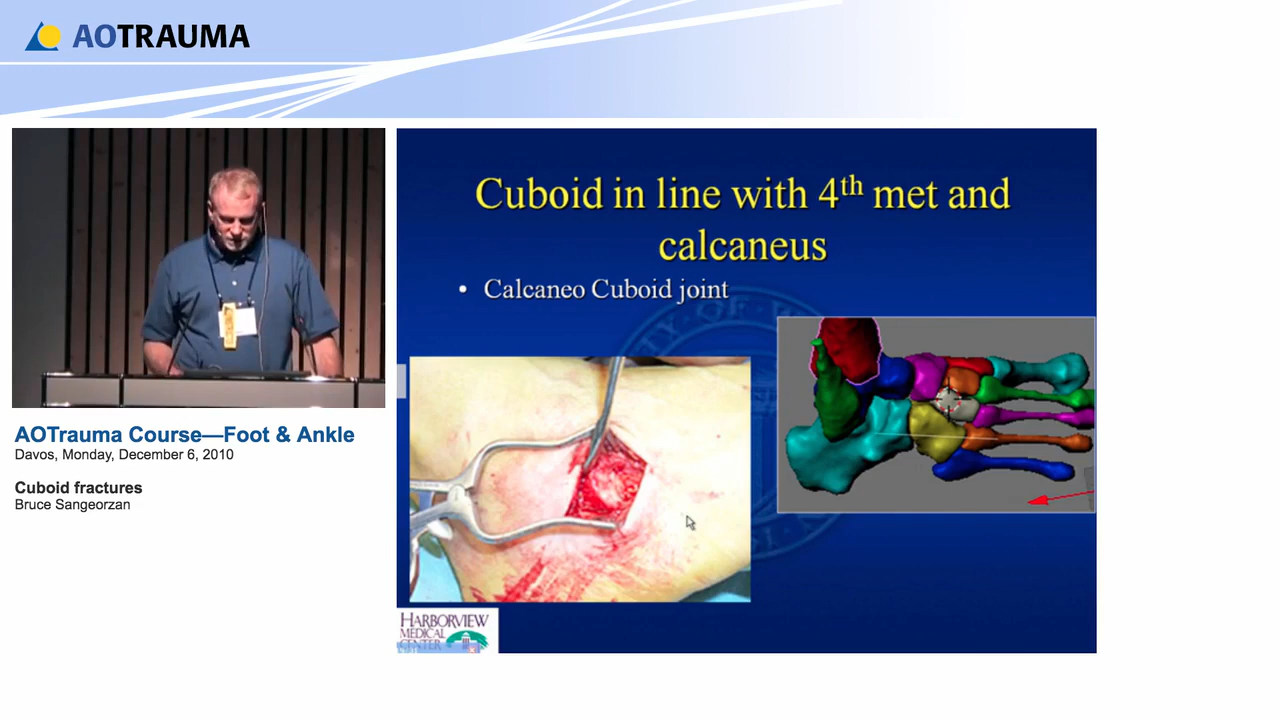 AOTRAUMA
Cuboid in line with 4th met and
calcaneus
• Calcaneo Cuboid joint
AOTrauma Course—Foot & Ankle
Davos, Monday, December 6, 2010
Cuboid fractures
Bruce Sangeorzan
HARBORVIEW
MEDICAL
CENTER